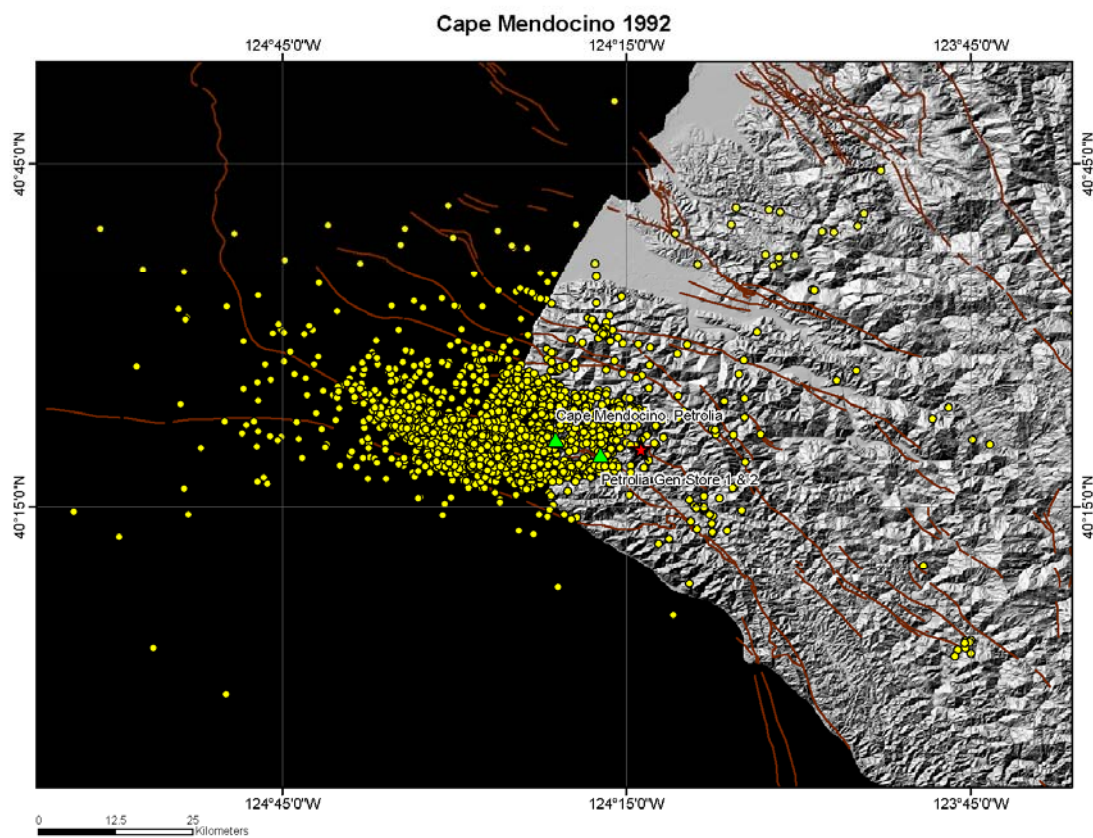 Cape Mendocino 1992
124°45'0"W 124°15'0"W 123°45'0"W
40°45'0"N 40°45'0"N
Cape Mendocino, Petrolia
Petrolia Gen Store 1 & 2
40°15'0"N 40°15'0"N
124°45'0"W 124°15'0"W 123°45'0"W
0 12.5 25
Kilometers